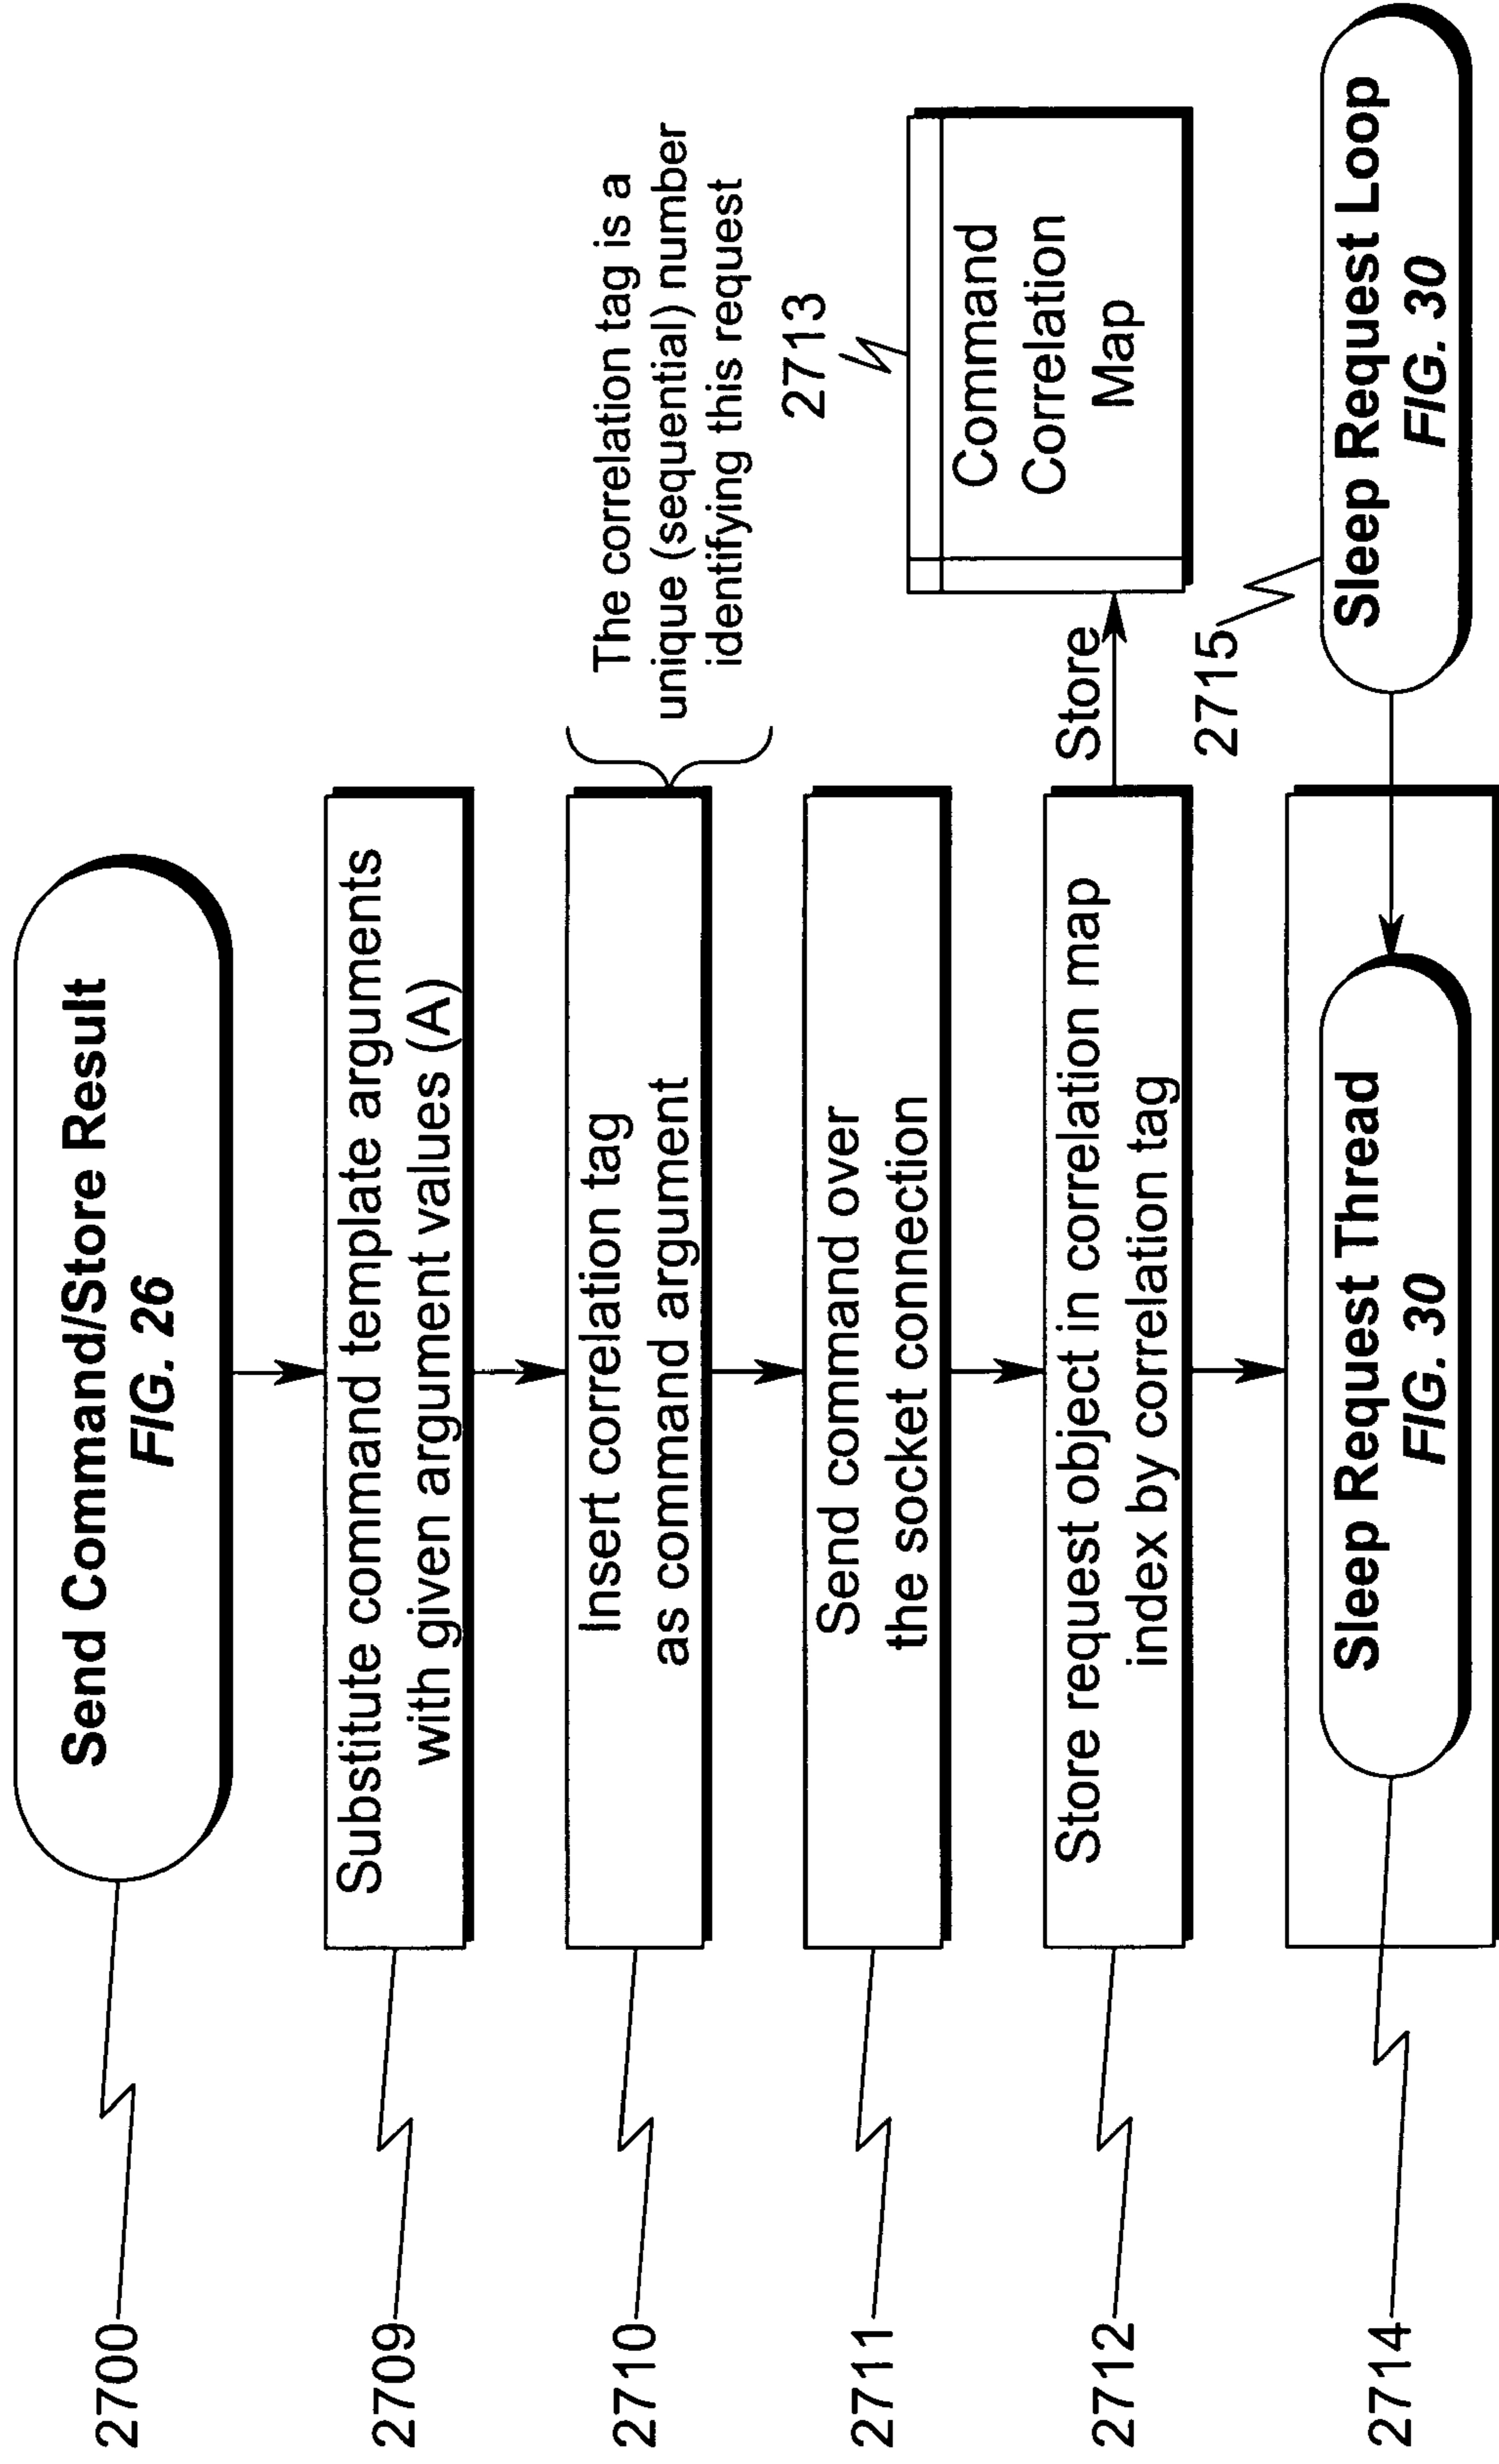 2700
Send Command/Store Result
FIG. 26
2709
Substitute command template arguments
with given argument values (A)
2710
Insert correlation tag
as command argument
The correlation tag is a
unique (sequential) number
identifying this request
2711
Send command over
the socket connection
2712
Store request object in correlation map
index by correlation tag
Store
2713
Command
Correlation
Map
2714
Sleep Request Thread
FIG. 30
2715
Sleep Request Loop
FIG. 30